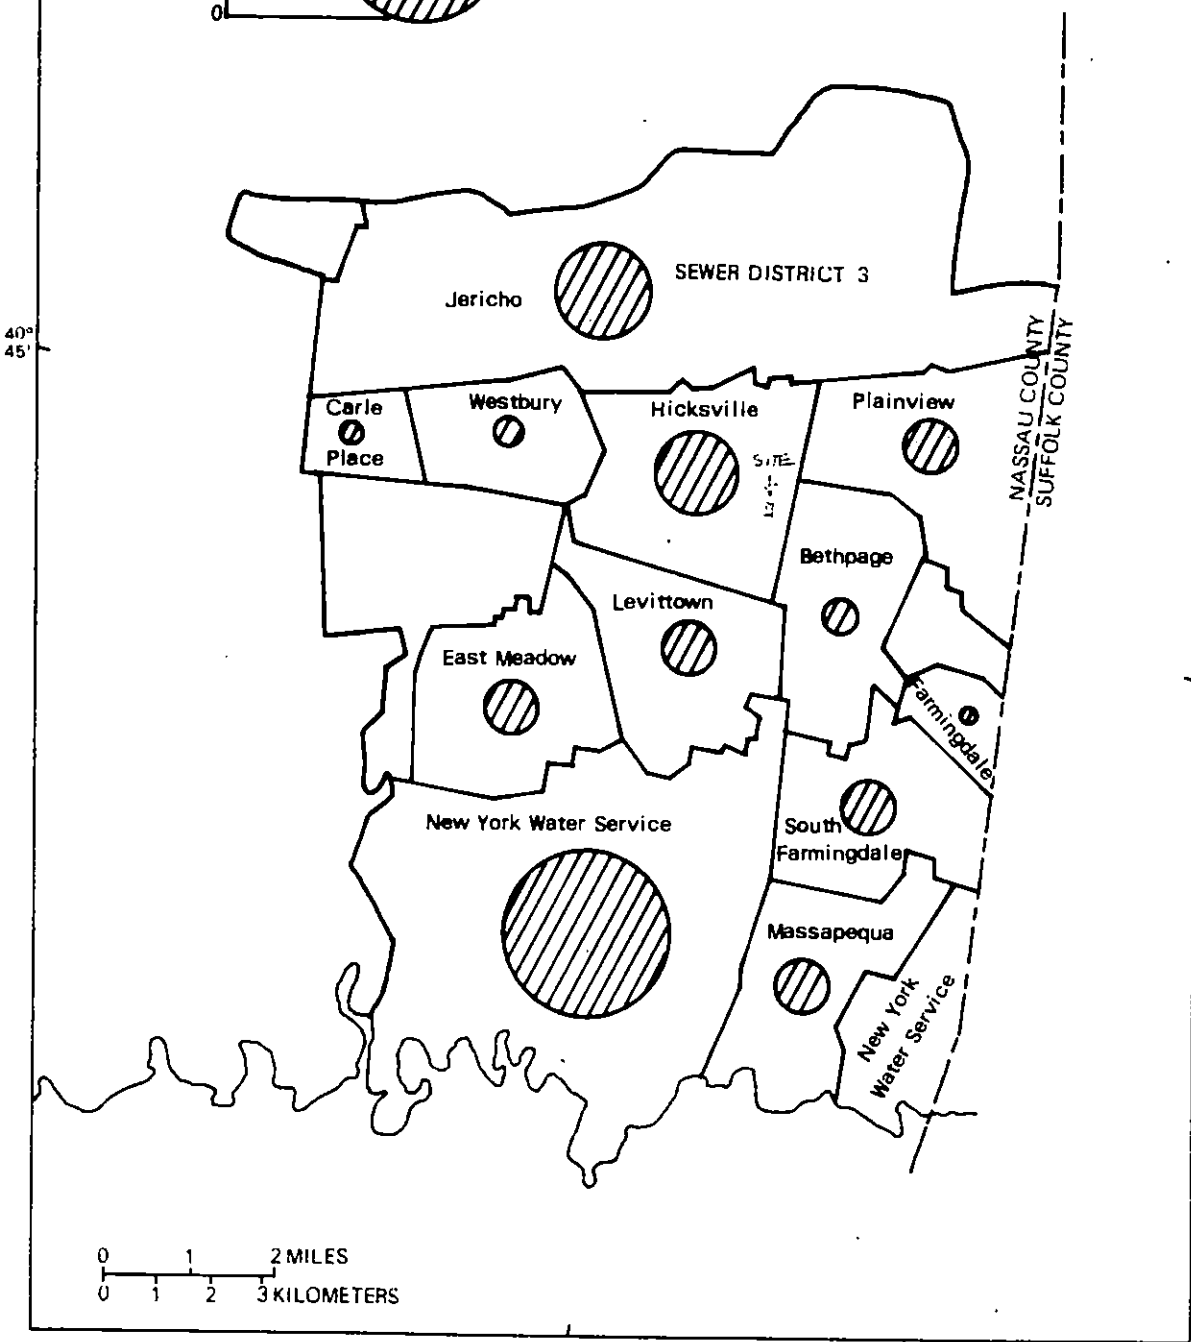 0
SEWER DISTRICT 3
Jericho
40°
45'
NASSAU COUNTY
SUFFOLK COUNTY
Carle
Place
Westbury
Hicksville
Plainview
SITE
Bethpage
Levittown
East Meadow
Farmingdale
New York Water Service
South
Farmingdale
Massapequa
New York
Water Service
0 1 2 MILES
0 1 2 3 KILOMETERS